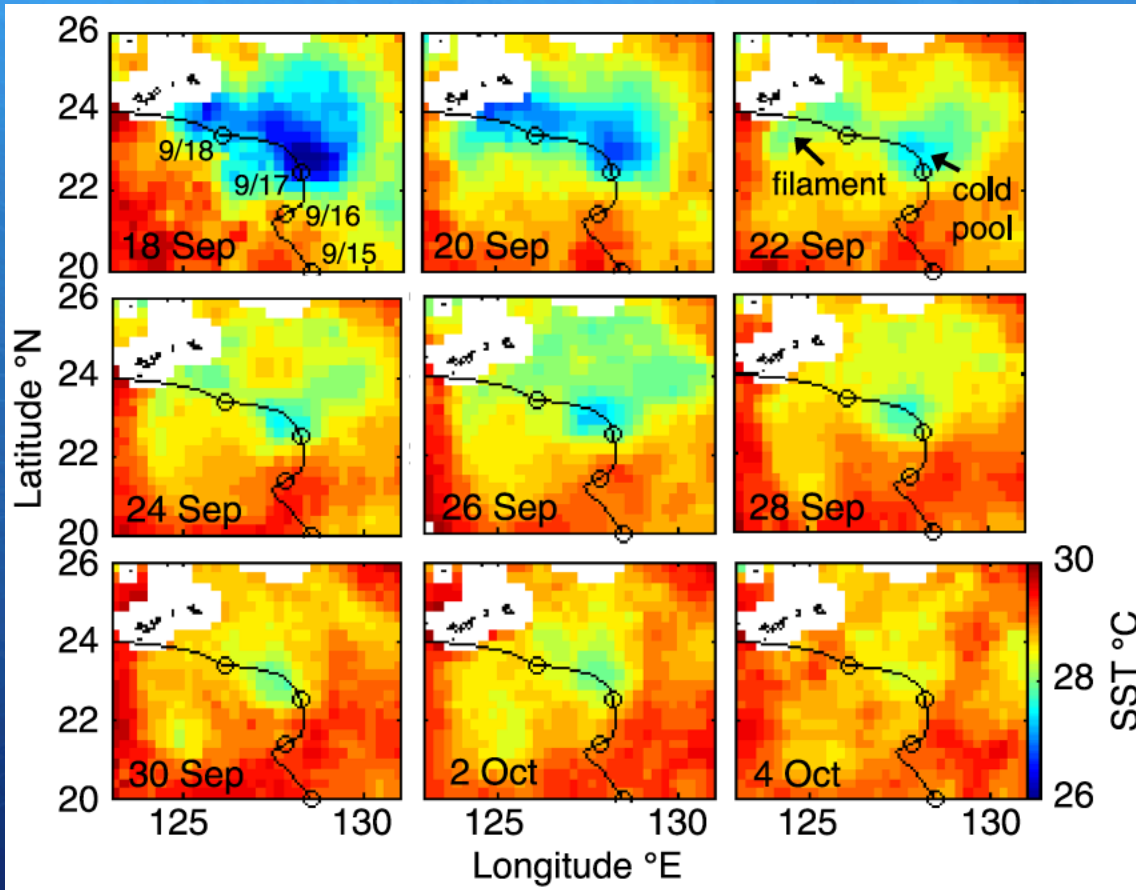 26
24
22
20
9/18
9/17
9/16
9/15
18 Sep
20 Sep
filament
cold
pool
22 Sep
Latitude °N
26
24
22
20
24 Sep
26 Sep
28 Sep
26
24
22
20
30 Sep
2 Oct
4 Oct
30
28
26
SST °C
125 130 125 130 125 130
Longitude °E